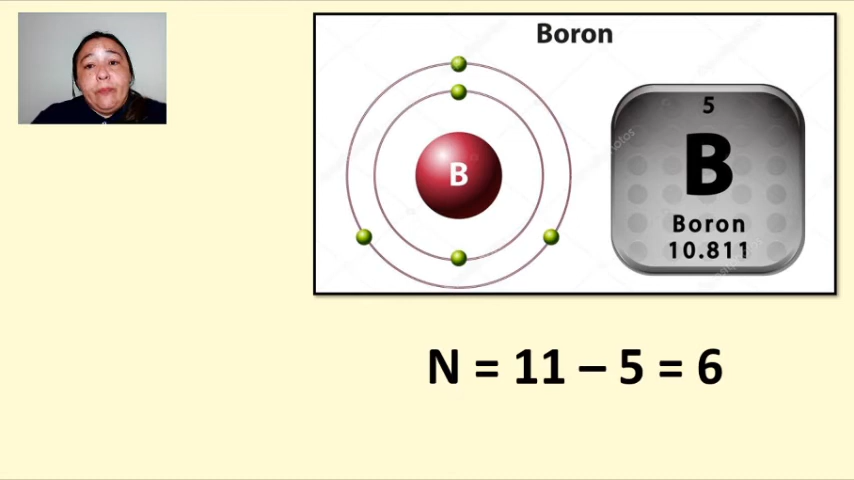 Boron
B
5
B
Boron
10.811
N = 11 – 5 = 6